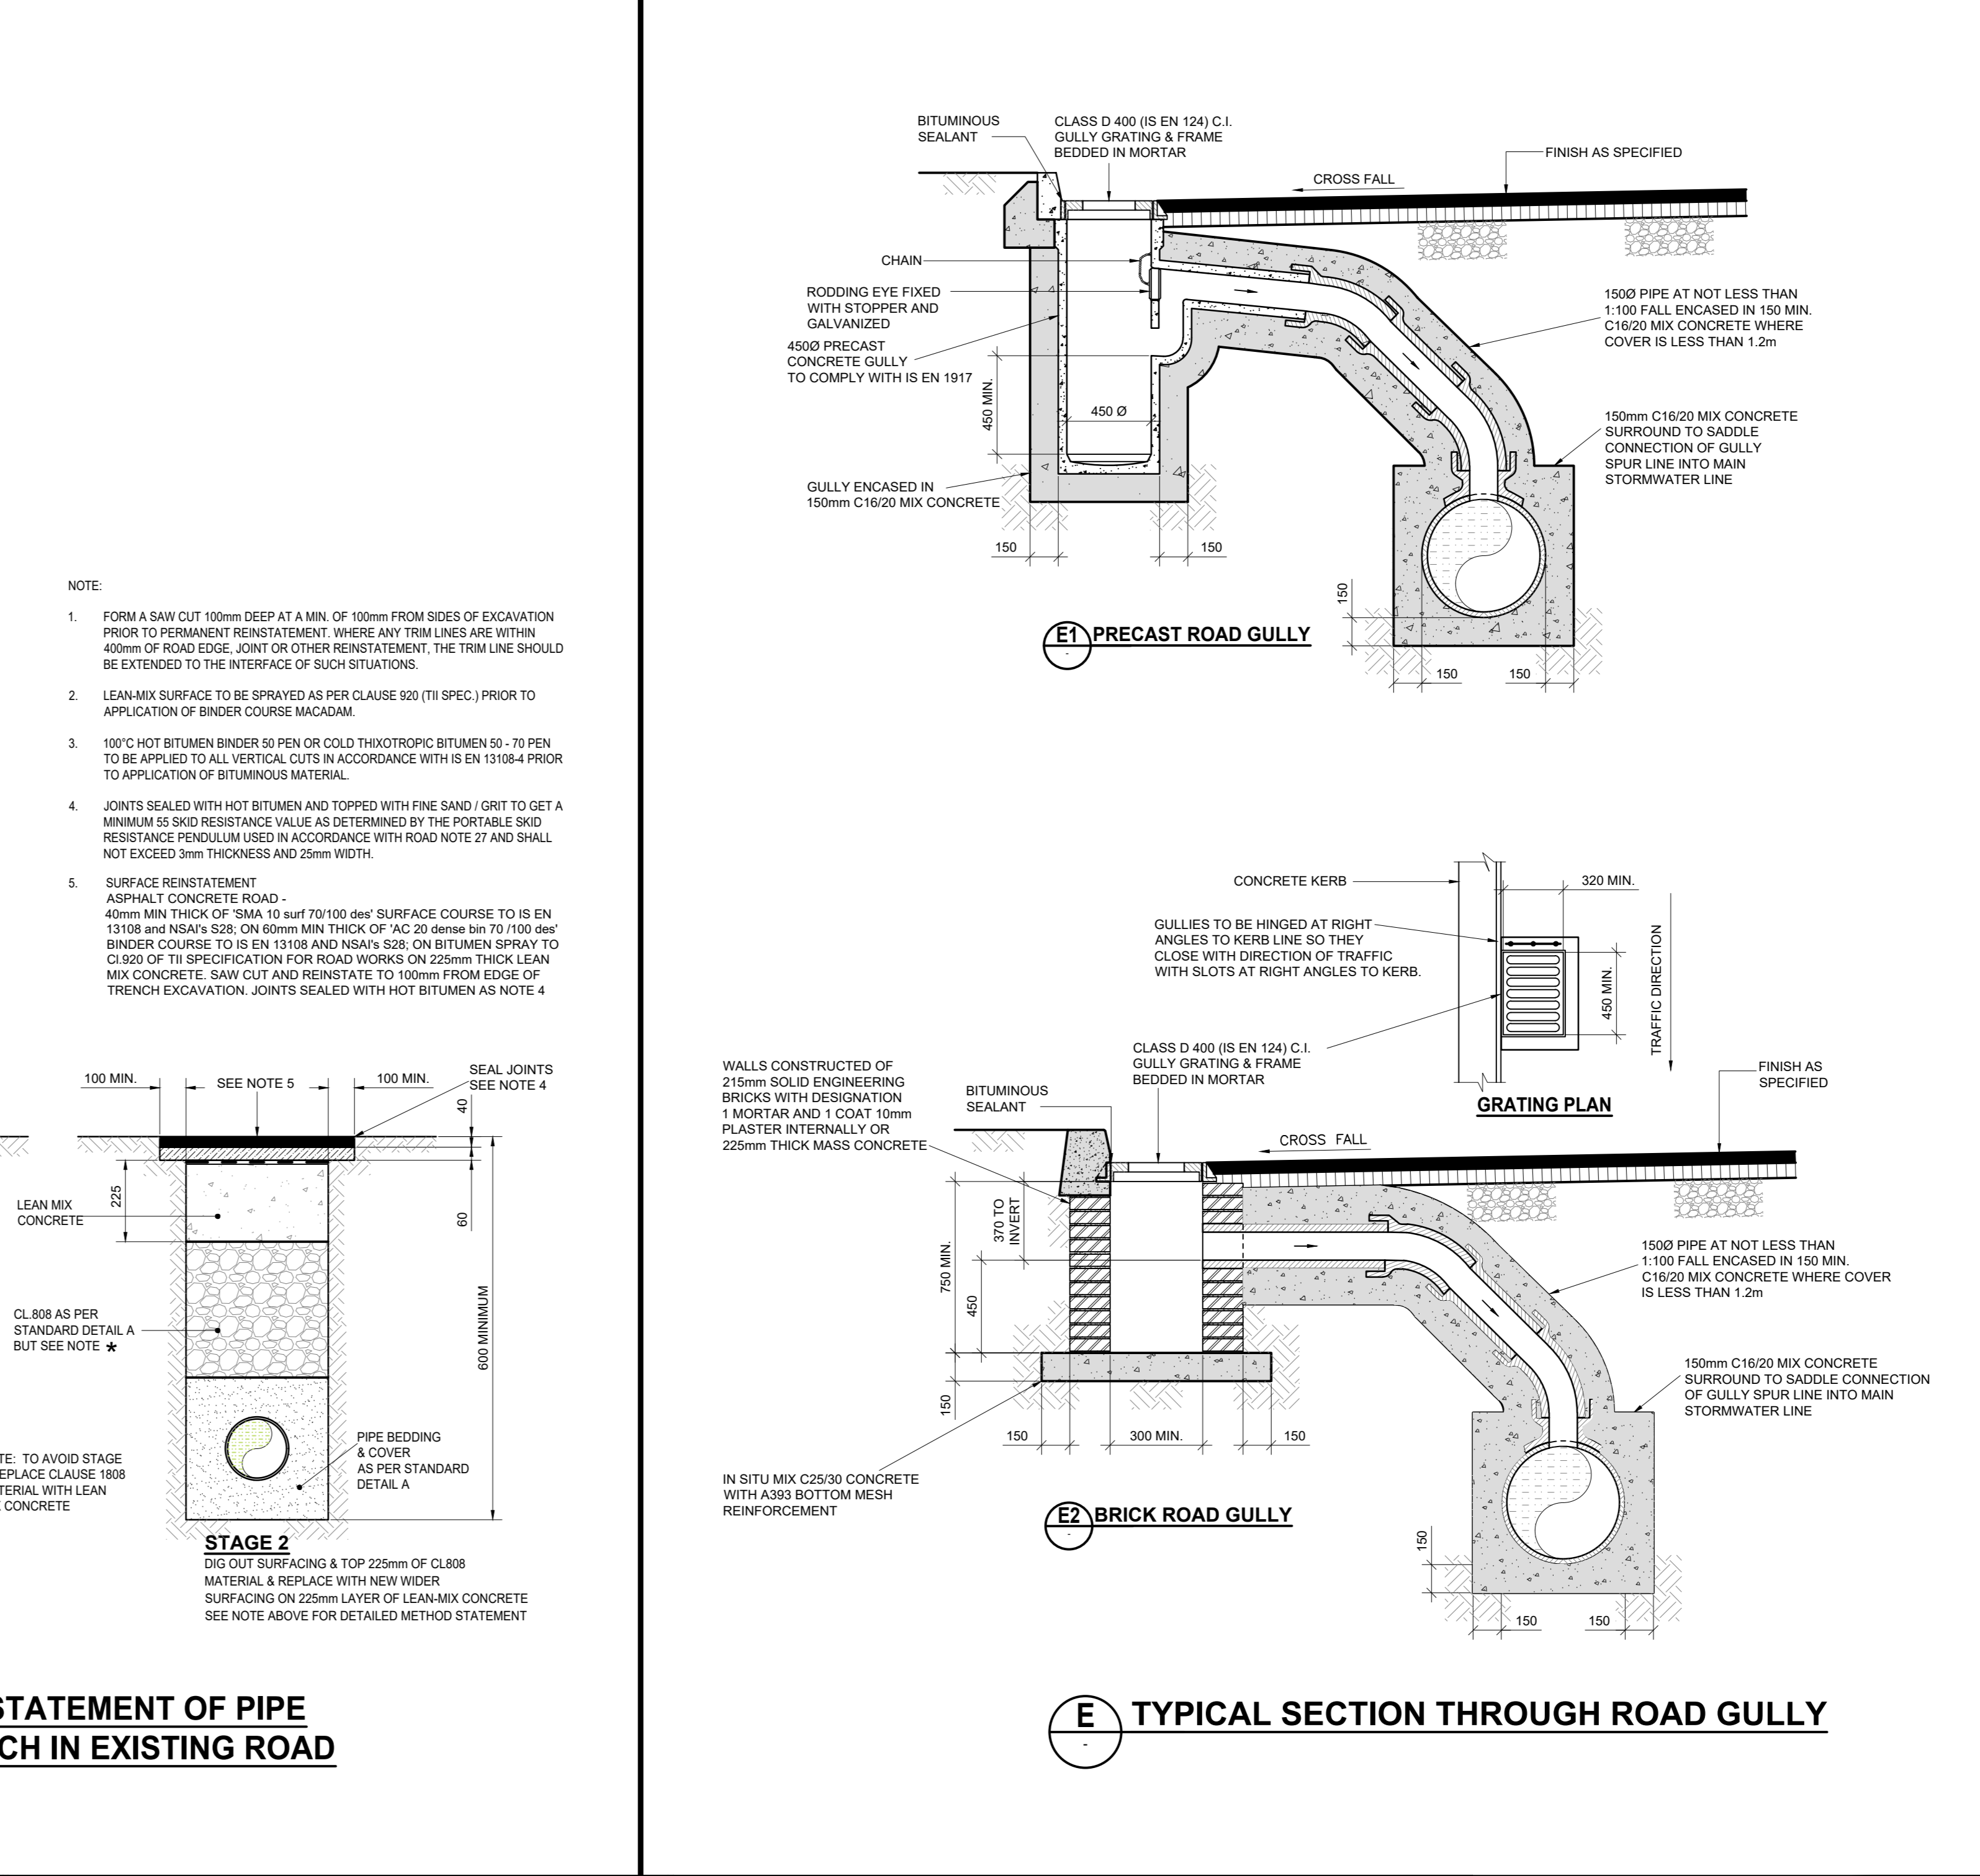 NOTE:
1. FORM A SAW CUT 100mm DEEP AT A MIN. OF 100mm FROM SIDES OF EXCAVATION
PRIOR TO PERMANENT REINSTATEMENT. WHERE ANY TRIM LINES ARE WITHIN
400mm OF ROAD EDGE, JOINT OR OTHER REINSTATEMENT, THE TRIM LINE SHOULD
BE EXTENDED TO THE INTERFACE OF SUCH SITUATIONS.
2. LEAN-MIX SURFACE TO BE SPRAYED AS PER CLAUSE 920 (TII SPEC.) PRIOR TO
APPLICATION OF BINDER COURSE MACADAM.
3. 100°C HOT BITUMEN BINDER 50 PEN OR COLD THIXOTROPIC BITUMEN 50 - 70 PEN
TO BE APPLIED TO ALL VERTICAL CUTS IN ACCORDANCE WITH IS EN 13108-4 PRIOR
TO APPLICATION OF BITUMINOUS MATERIAL.
4. JOINTS SEALED WITH HOT BITUMEN AND TOPPED WITH FINE SAND / GRIT TO GET A
MINIMUM 55 SKID RESISTANCE VALUE AS DETERMINED BY THE PORTABLE SKID
RESISTANCE PENDULUM USED IN ACCORDANCE WITH ROAD NOTE 27 AND SHALL
NOT EXCEED 3mm THICKNESS AND 25mm WIDTH.
5. SURFACE REINSTATEMENT
ASPHALT CONCRETE ROAD -
40mm MIN THICK OF 'SMA 10 surf 70/100 des' SURFACE COURSE TO IS EN
13108 and NSAI's S28; ON 60mm MIN THICK OF 'AC 20 dense bin 70 /100 des'
BINDER COURSE TO IS EN 13108 AND NSAI's S28; ON BITUMEN SPRAY TO
Cl.920 OF TII SPECIFICATION FOR ROAD WORKS ON 225mm THICK LEAN
MIX CONCRETE. SAW CUT AND REINSTATE TO 100mm FROM EDGE OF
TRENCH EXCAVATION. JOINTS SEALED WITH HOT BITUMEN AS NOTE 4
100 MIN.
SEE NOTE 5
100 MIN.
SEAL JOINTS
SEE NOTE 4
40
225
60
LEAN MIX
CONCRETE
600 MINIMUM
CL.808 AS PER
STANDARD DETAIL A
BUT SEE NOTE *
PIPE BEDDING
& COVER
AS PER STANDARD
DETAIL A
TE: TO AVOID STAGE
EPLACE CLAUSE 1808
TERIAL WITH LEAN
CONCRETE
STAGE 2
DIG OUT SURFACING & TOP 225mm OF CL808
MATERIAL & REPLACE WITH NEW WIDER
SURFACING ON 225mm LAYER OF LEAN-MIX CONCRETE
SEE NOTE ABOVE FOR DETAILED METHOD STATEMENT
STATEMENT OF PIPE
CH IN EXISTING ROAD
BITUMINOUS
SEALANT
CLASS D 400 (IS EN 124) C.I.
GULLY GRATING & FRAME
BEDDED IN MORTAR
FINISH AS SPECIFIED
CROSS FALL
CHAIN
RODDING EYE FIXED
WITH STOPPER AND
GALVANIZED
450Ø PRECAST
CONCRETE GULLY
TO COMPLY WITH IS EN 1917
450 MIN.
450 Ø
GULLY ENCASED IN
150mm C16/20 MIX CONCRETE
150
150
150Ø PIPE AT NOT LESS THAN
1:100 FALL ENCASED IN 150 MIN.
C16/20 MIX CONCRETE WHERE
COVER IS LESS THAN 1.2m
150mm C16/20 MIX CONCRETE
SURROUND TO SADDLE
CONNECTION OF GULLY
SPUR LINE INTO MAIN
STORMWATER LINE
150
150
150
E1 PRECAST ROAD GULLY
-
CONCRETE KERB
320 MIN.
GULLIES TO BE HINGED AT RIGHT
ANGLES TO KERB LINE SO THEY
CLOSE WITH DIRECTION OF TRAFFIC
WITH SLOTS AT RIGHT ANGLES TO KERB.
450 MIN.
TRAFFIC DIRECTION
CLASS D 400 (IS EN 124) C.I.
GULLY GRATING & FRAME
BEDDED IN MORTAR
GRATING PLAN
WALLS CONSTRUCTED OF
215mm SOLID ENGINEERING
BRICKS WITH DESIGNATION
1 MORTAR AND 1 COAT 10mm
PLASTER INTERNALLY OR
225mm THICK MASS CONCRETE
BITUMINOUS
SEALANT
FINISH AS
SPECIFIED
CROSS FALL
370 TO
INVERT
750 MIN.
450
150
150
300 MIN.
150
150Ø PIPE AT NOT LESS THAN
1:100 FALL ENCASED IN 150 MIN.
C16/20 MIX CONCRETE WHERE COVER
IS LESS THAN 1.2m
150mm C16/20 MIX CONCRETE
SURROUND TO SADDLE CONNECTION
OF GULLY SPUR LINE INTO MAIN
STORMWATER LINE
IN SITU MIX C25/30 CONCRETE
WITH A393 BOTTOM MESH
REINFORCEMENT
E2 BRICK ROAD GULLY
-
150
150
150
E TYPICAL SECTION THROUGH ROAD GULLY
-